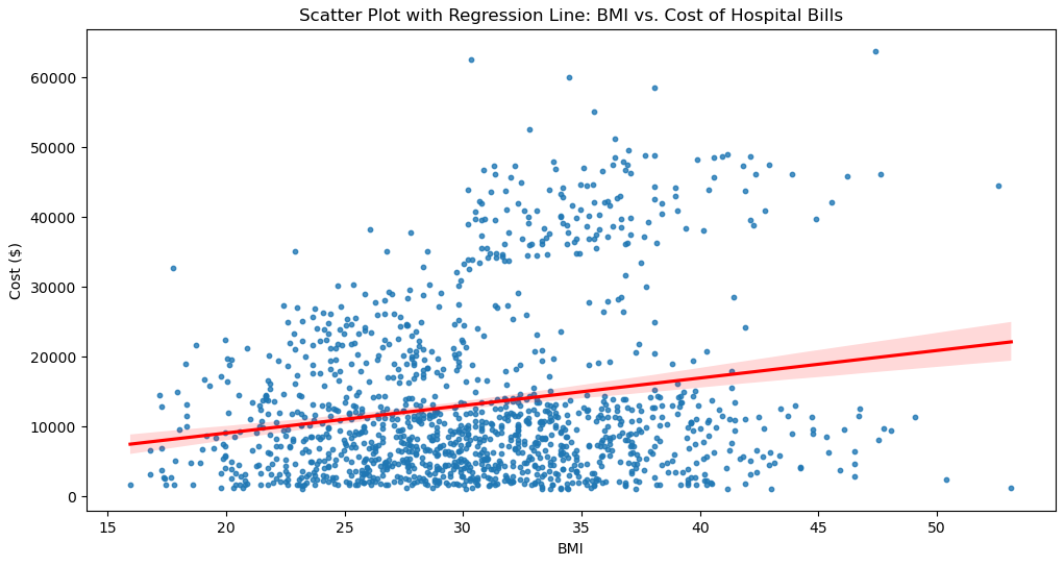 Scatter Plot with Regression Line: BMI vs. Cost of Hospital Bills
Cost ($)
60000
50000
40000
30000
20000
10000
0
15 20 25 30 35 40 45 50
BMI